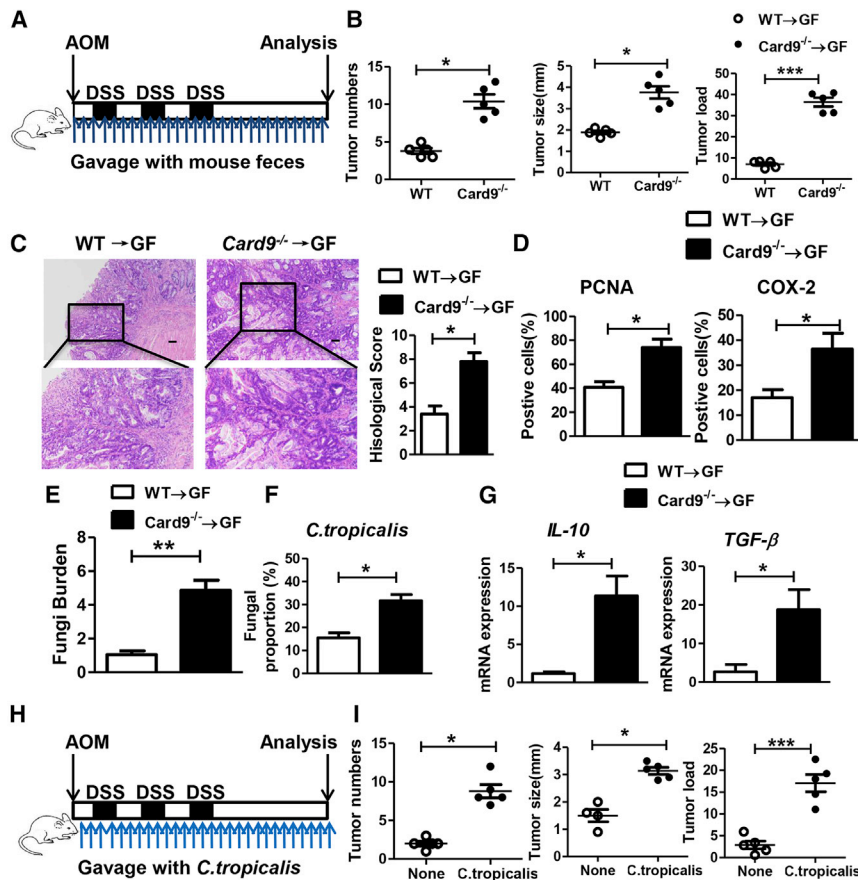 A
AOM
Analysis
DSS DSS DSS
Gavage with mouse feces
B
WT→GF
Card9-/-→GF
Tumor numbers
15
10
5
0
*
WT
Card9-/-
Tumor size(mm)
5
4
3
2
1
0
*
WT
Card9-/-
Tumor load
50
40
30
20
10
0
***
WT
Card9-/-
C
WT →GF
Card9-/-→GF
WT→GF
Card9-/-→GF
Hisological Score
10
8
6
4
2
0
*
D
WT→GF
Card9-/-→GF
PCNA
Postive cells(%)
100
80
60
40
20
0
*
COX-2
Postive cells(%)
50
40
30
20
10
0
*
E
WT→GF
Card9-/-→GF
Fungi Burden
8
6
4
2
0
**
F
C.tropicalis
Fungal
proportion (%)
50
40
30
20
10
0
*
G
WT→GF
Card9-/-→GF
IL-10
mRNA expression
15
10
5
0
*
TGF-β
mRNA expression
30
20
10
0
*
H
AOM
Analysis
DSS DSS DSS
Gavage with C.tropicalis
I
Tumor numbers
15
10
5
0
*
None
C.tropicalis
Tumor size(mm)
4
3
2
1
0
*
None
C.tropicalis
Tumor load
25
20
15
10
5
0
***
None
C.tropicalis